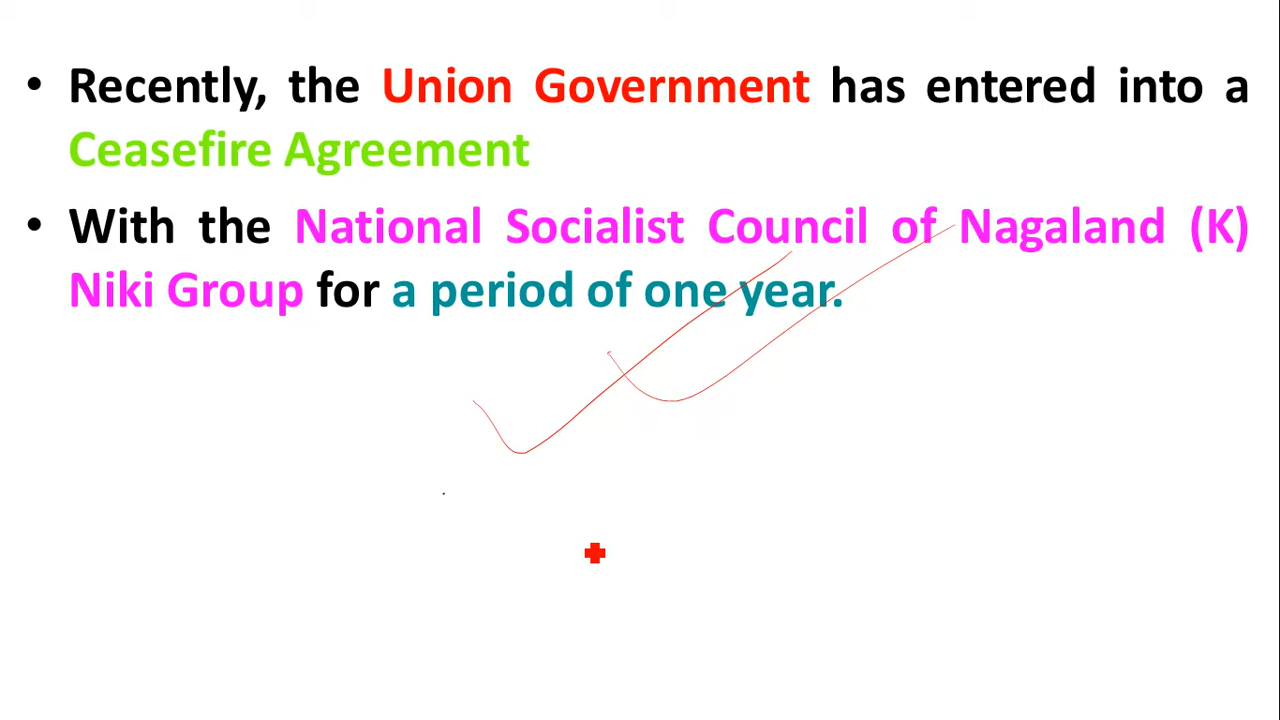 • Recently, the Union Government has entered into a
Ceasefire Agreement
• With the National Socialist Council of Nagaland (K)
Niki Group for a period of one year.